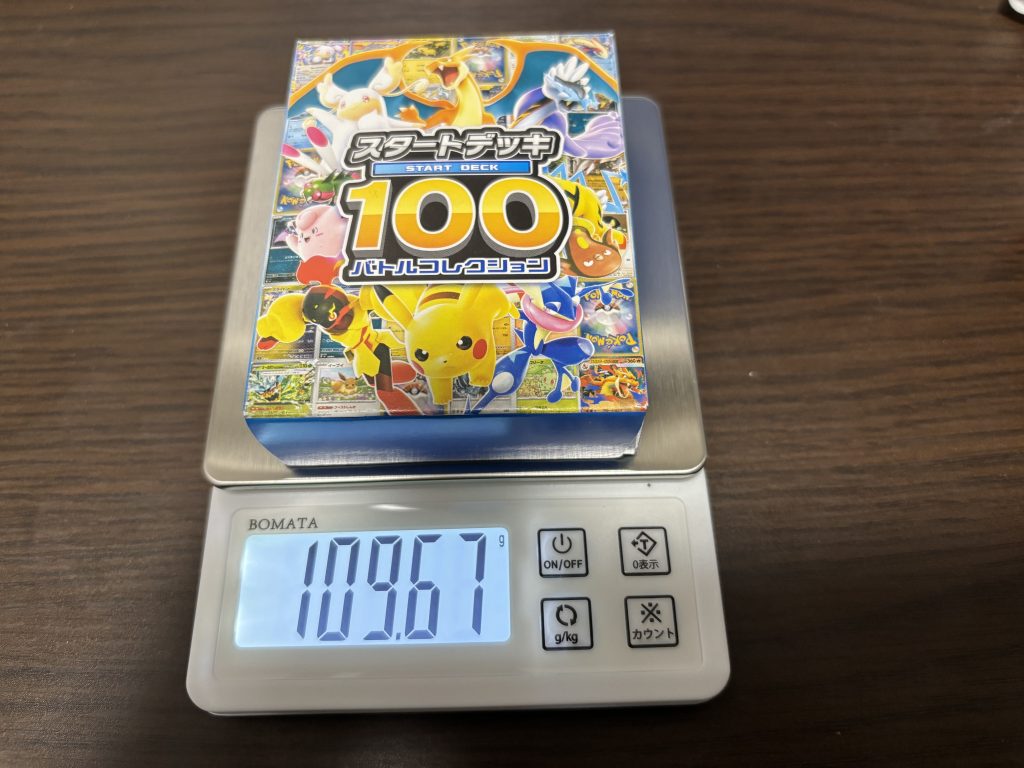 スタートデッキ
START DECK
100
バトルコレクション
BOMATA
109.67 g
ON/OFF
0表示
g/kg
カウント